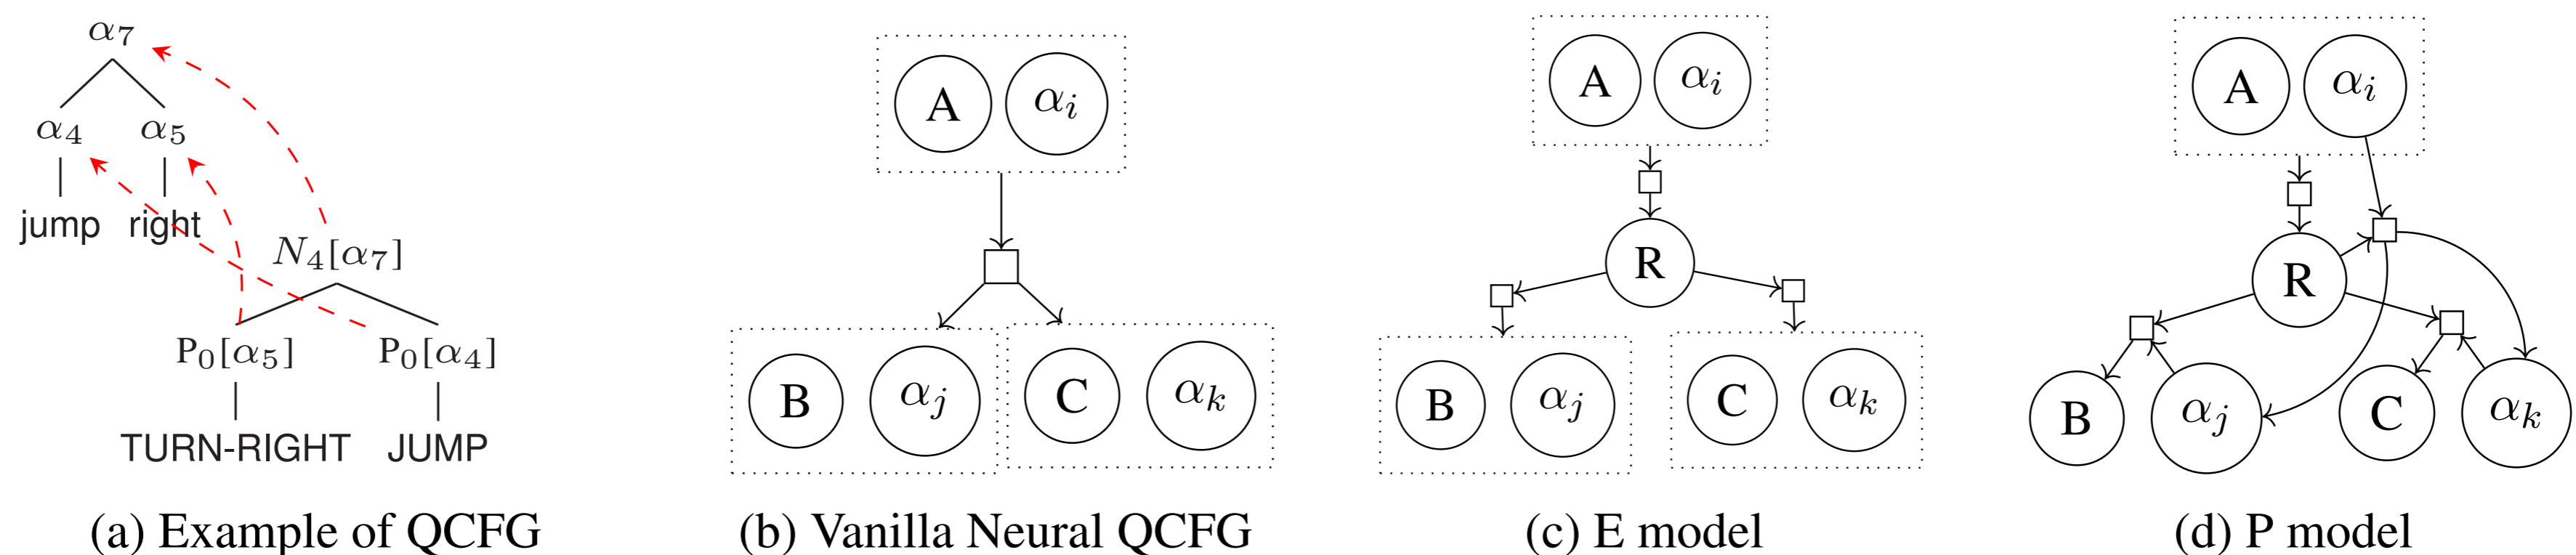 α7
α4 α5
jump right
N4[α7]
P0[α5] P0[α4]
TURN-RIGHT JUMP
(a) Example of QCFG
A αi
B αj C αk
(b) Vanilla Neural QCFG
A αi
R
B αj C αk
(c) E model
A αi
R
B αj C αk
(d) P model